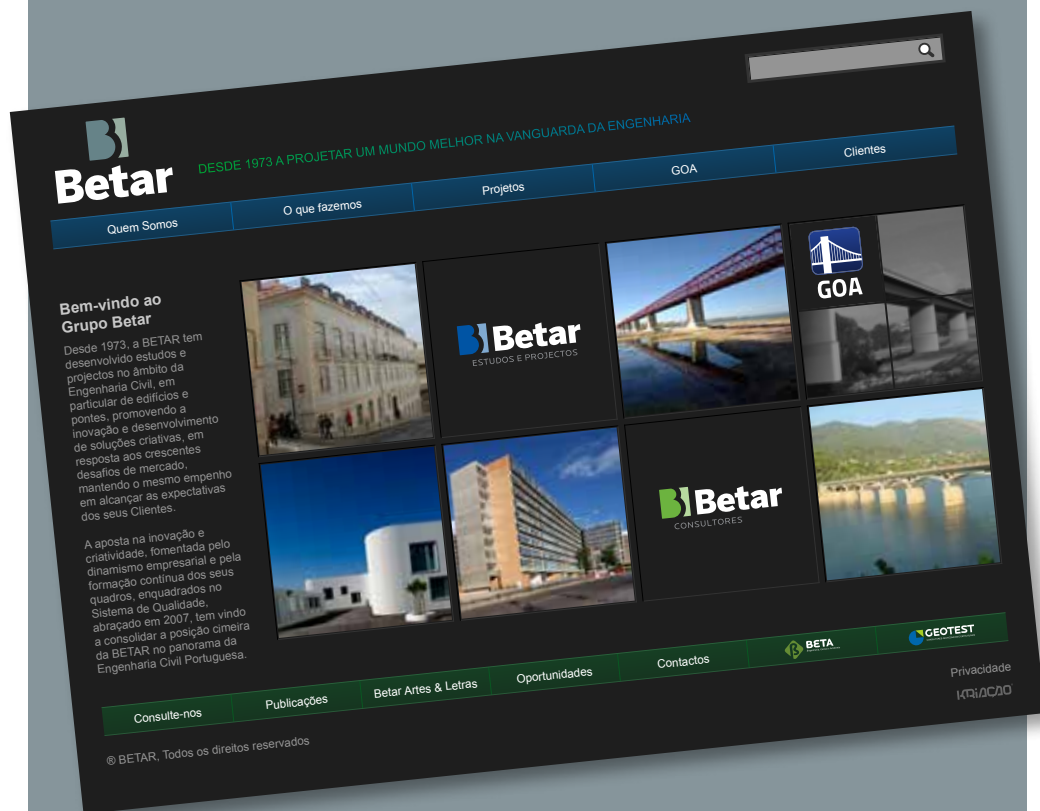 Betar
DESDE 1973 A PROJETAR UM MUNDO MELHOR NA VANGUARDA DA ENGENHARIA
Quem Somos
O que fazemos
Projetos
GOA
Clientes
Bem-vindo ao
Grupo Betar
Desde 1973, a BETAR tem
desenvolvido estudos e
projectos no âmbito da
Engenharia Civil, em
particular de edifícios e
pontes, promovendo a
inovação e desenvolvimento
de soluções criativas, em
resposta aos crescentes
desafios de mercado,
mantendo o mesmo empenho
em alcançar as expectativas
dos seus Clientes.
A aposta na inovação e
criatividade, fomentada pelo
dinamismo empresarial e pela
formação contínua dos seus
quadros, enquadrados no
Sistema de Qualidade,
abraçado em 2007, tem vindo
a consolidar a posição cimeira
da BETAR no panorama da
Engenharia Civil Portuguesa.
Betar
ESTUDOS E PROJECTOS
GOA
Betar
CONSULTORES
Consulte-nos
Publicações
Betar Artes & Letras
Oportunidades
Contactos
BETA
GEOTEST
Privacidade
KRIACAO
® BETAR, Todos os direitos reservados